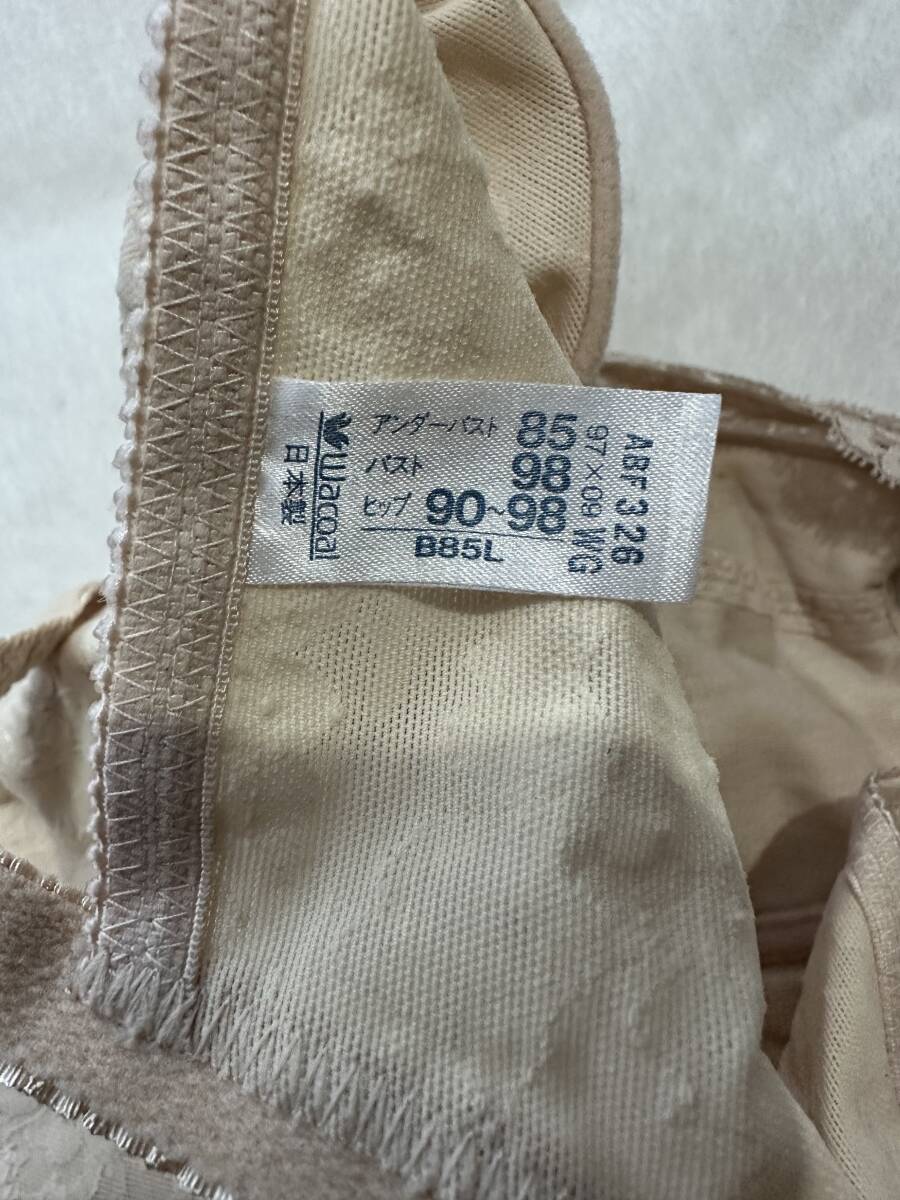 Wacoal
日本製
アンダーバスト 85
バスト 98
ヒップ 90~98
B85L
ABF326
97×09 WG